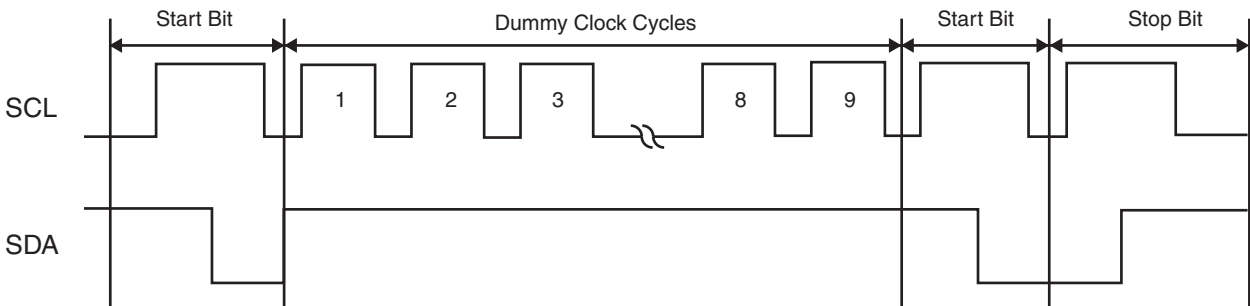 Start Bit
Dummy Clock Cycles
Start Bit
Stop Bit
SCL
1
2
3
8
9
SDA